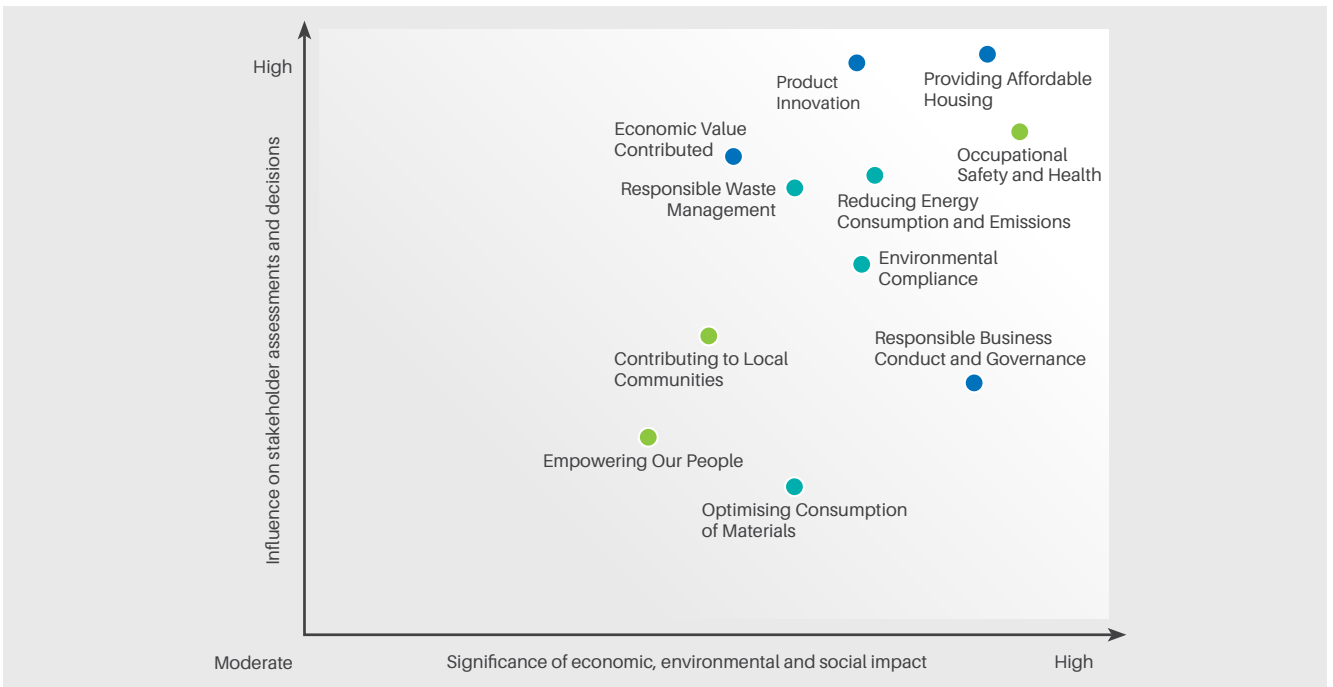 High
Influence on stakeholder assessments and decisions
Product
Innovation
Providing Affordable
Housing
Economic Value
Contributed
Occupational
Safety and Health
Responsible Waste
Management
Reducing Energy
Consumption and Emissions
Environmental
Compliance
Responsible Business
Conduct and Governance
Contributing to Local
Communities
Empowering Our People
Optimising Consumption
of Materials
Moderate
Significance of economic, environmental and social impact
High